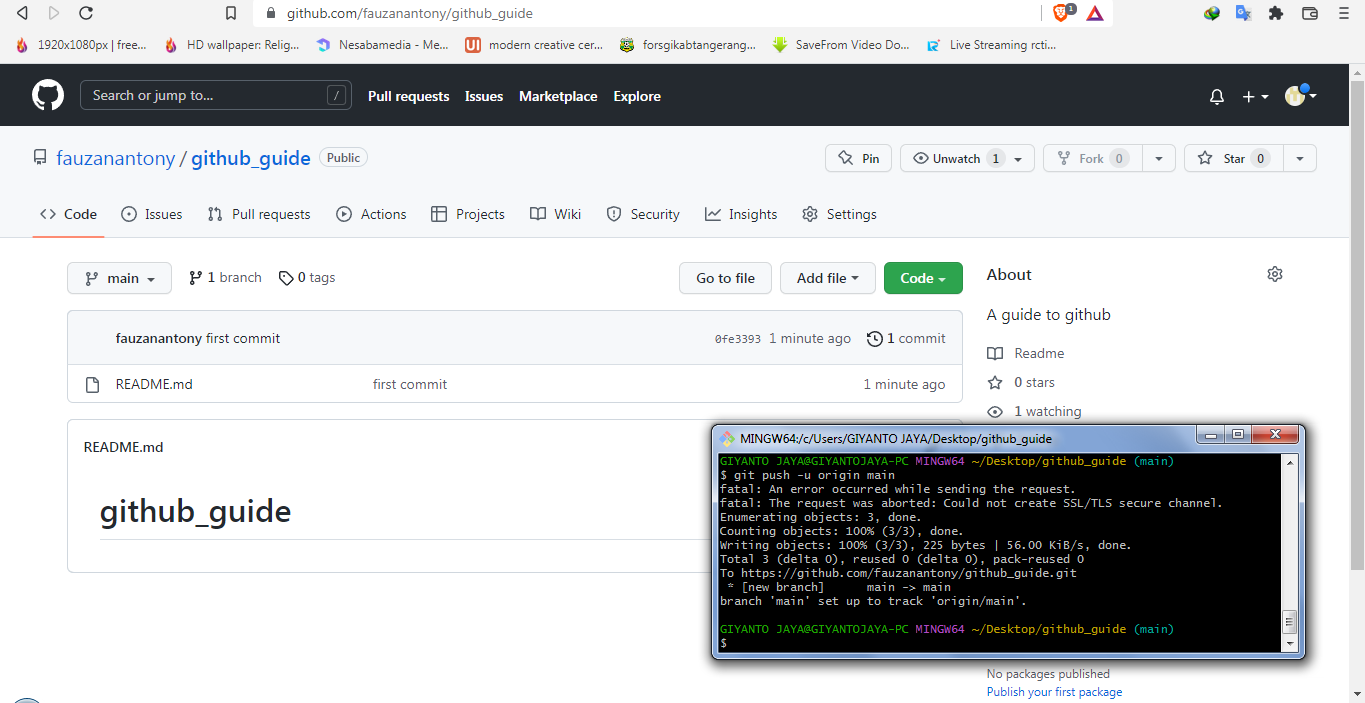 github.com/fauzanantony/github_guide
1
1920x1080px | free...
HD wallpaper: Relig...
Nesabamedia - Me...
modern creative cer...
forsgikabtangerang...
SaveFrom Video Do...
Live Streaming rcti...
Search or jump to...
/
Pull requests
Issues
Marketplace
Explore
fauzanantony / github_guide
Public
Pin
Unwatch 1
Fork 0
Star 0
Code
Issues
Pull requests
Actions
Projects
Wiki
Security
Insights
Settings
main
1 branch
0 tags
Go to file
Add file
Code
About
A guide to github
fauzanantony first commit
0fe3393 1 minute ago
1 commit
README.md
first commit
1 minute ago
Readme
0 stars
1 watching
README.md
github_guide
MINGW64:/c/Users/GIYANTO JAYA/Desktop/github_guide
GIYANTO JAYA@GIYANTOJAYA-PC MINGW64 ~/Desktop/github_guide (main)
$ git push -u origin main
fatal: An error occurred while sending the request.
fatal: The request was aborted: Could not create SSL/TLS secure channel.
Enumerating objects: 3, done.
Counting objects: 100% (3/3), done.
Writing objects: 100% (3/3), 225 bytes | 56.00 KiB/s, done.
Total 3 (delta 0), reused 0 (delta 0), pack-reused 0
To https://github.com/fauzanantony/github_guide.git
* [new branch] main -> main
branch 'main' set up to track 'origin/main'.
GIYANTO JAYA@GIYANTOJAYA-PC MINGW64 ~/Desktop/github_guide (main)
$
No packages published
Publish your first package